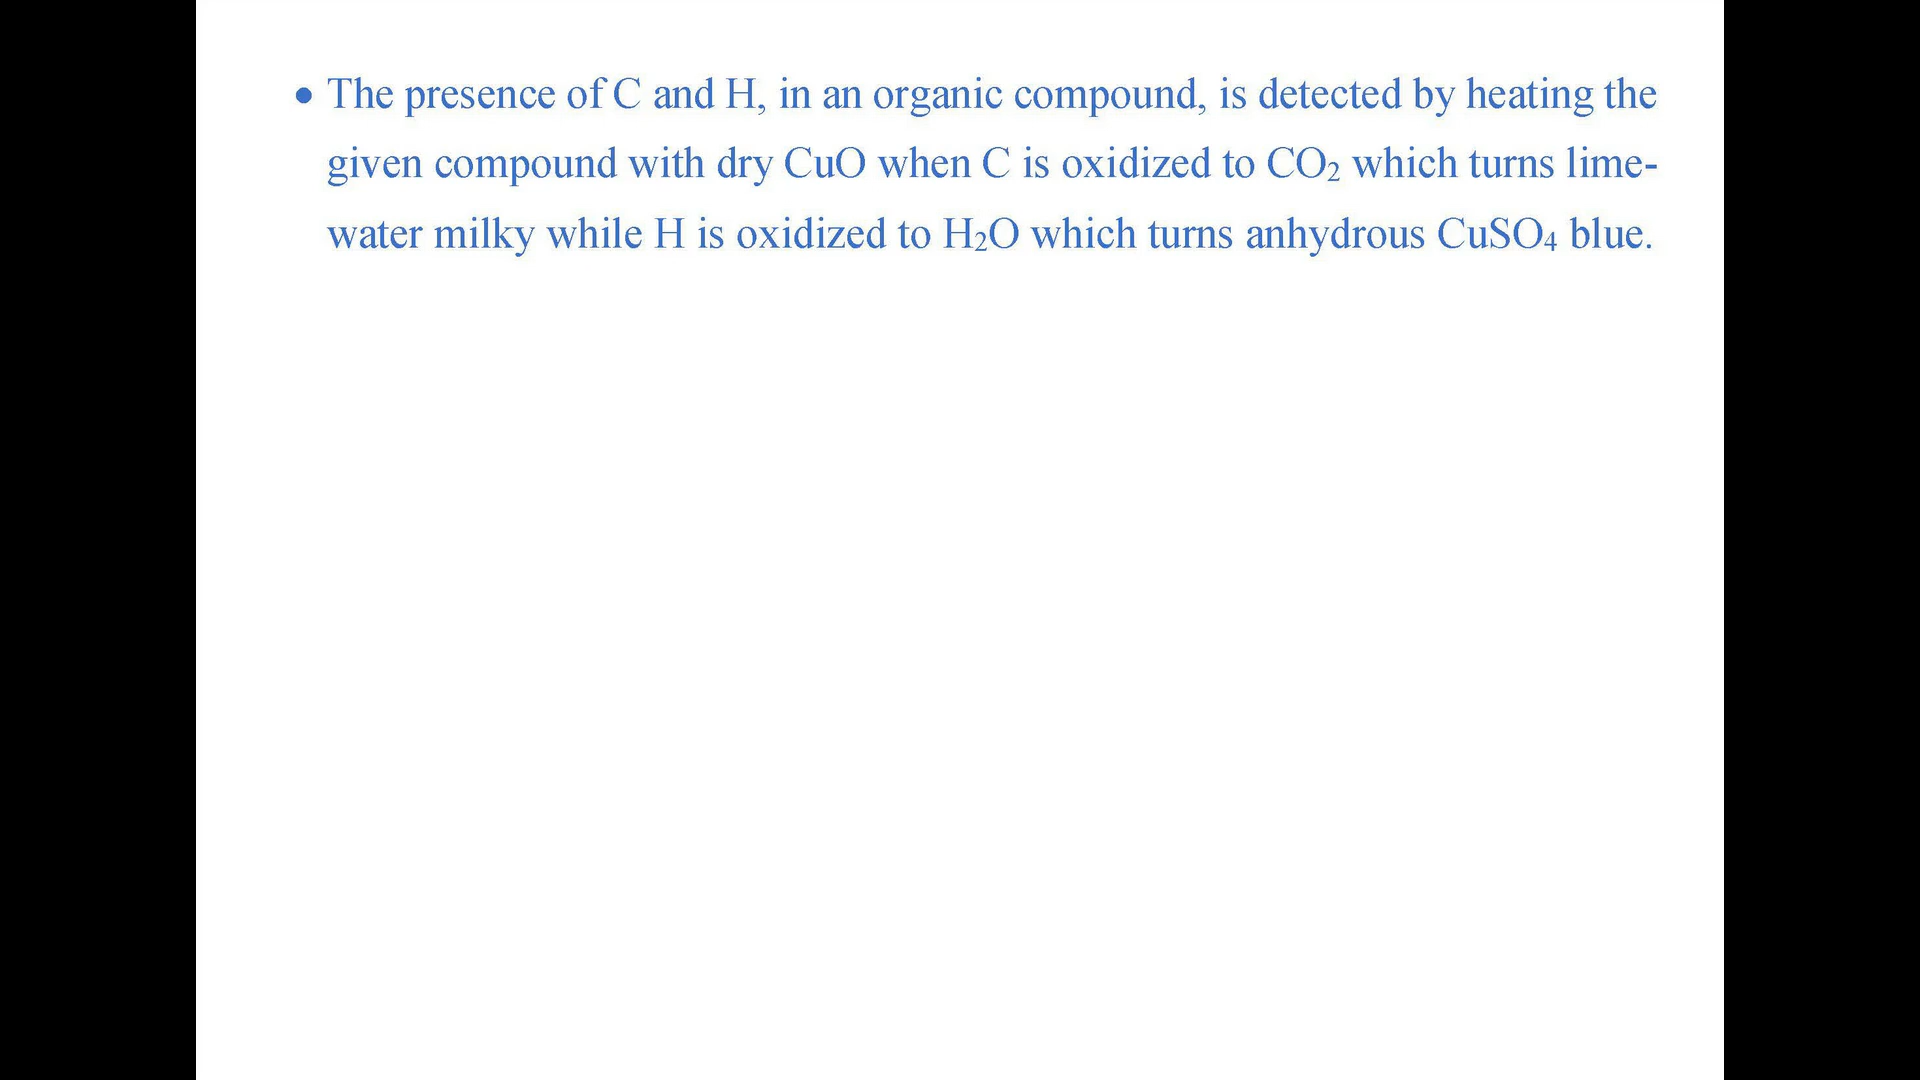 • The presence of C and H, in an organic compound, is detected by heating the
given compound with dry CuO when C is oxidized to CO₂ which turns lime-
water milky while H is oxidized to H₂O which turns anhydrous CuSO₄ blue.